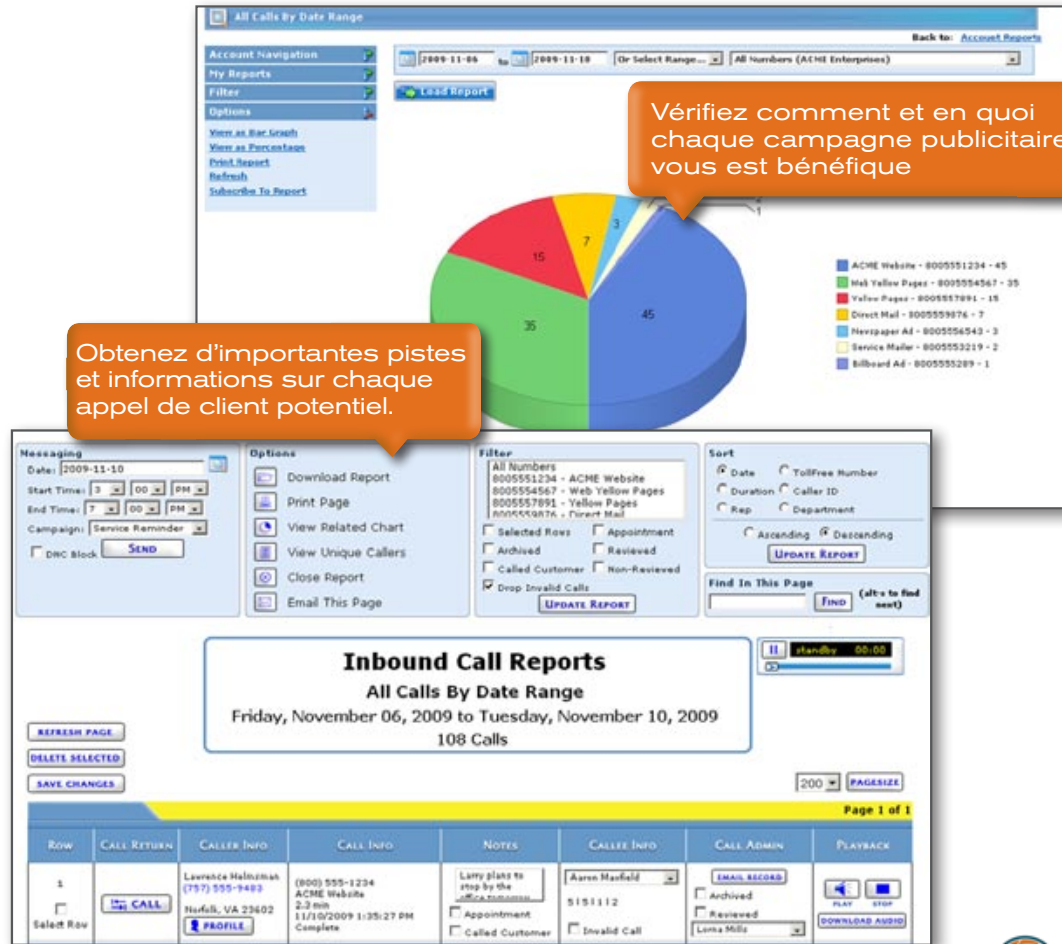 All Calls By Date Range
Back to: Account Reports
Account Navigation
My Reports
Filter
Options
View as Bar Graph
View as Percentage
Print Report
Refresh
Subscribe To Report
2009-11-06 to 2009-11-10 Or Select Range... All Numbers (ACME Enterprises)
Load Report
Vérifiez comment et en quoi
chaque campagne publicitaire
vous est bénéfique
1
3
7
15
35
45
ACME Website - 8005551234 - 45
Web Yellow Pages - 8005554567 - 35
Yellow Pages - 8005557891 - 15
Direct Mail - 8005559876 - 7
Newspaper Ad - 8005556543 - 3
Service Mailer - 8005553219 - 2
Billboard Ad - 8005555289 - 1
Obtenez d'importantes pistes
et informations sur chaque
appel de client potentiel.
Messaging
Date: 2009-11-10
Start Time: 3 00 PM
End Time: 7 00 PM
Campaign: Service Reminder
DNC Block SEND
Options
Download Report
Print Page
View Related Chart
View Unique Callers
Close Report
Email This Page
Filter
All Numbers
8005551234 - ACME Website
8005554567 - Web Yellow Pages
8005557891 - Yellow Pages
8005559876 - Direct Mail
Selected Rows Appointment
Archived Reviewed
Called Customer Non-Reviewed
Drop Invalid Calls
UPDATE REPORT
Sort
Date TollFree Number
Duration Caller ID
Rep Department
Ascending Descending
UPDATE REPORT
Find In This Page
FIND (alt+s to find
next)
Inbound Call Reports
All Calls By Date Range
Friday, November 06, 2009 to Tuesday, November 10, 2009
108 Calls
standby 00:00
REFRESH PAGE
DELETE SELECTED
SAVE CHANGES
200 PAGESIZE
Page 1 of 1
ROW CALL RETURN CALLER INFO CALL INFO NOTES CALLEE INFO CALL ADMIN PLAYBACK
1
Select Row
CALL
Lawrence Helmsman
(757) 555-9483
Norfolk, VA 23602
PROFILE
(800) 555-1234
ACME Website
2.3 min
11/10/2009 1:35:27 PM
Complete
Larry plans to
stop by the
office tomorrow
Appointment
Called Customer
Aaron Maxfield
5151112
Invalid Call
EMAIL RECORD
Archived
Reviewed
Lorna Mills
PLAY STOP
DOWNLOAD AUDIO